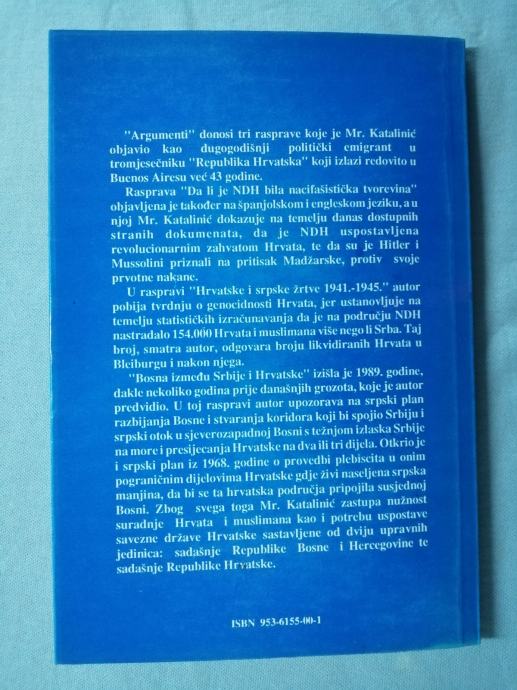 "Argumenti" donosi tri rasprave koje je Mr. Katalinić
objavio kao dugogodišnji politički emigrant u
tromjesečniku "Republika Hrvatska" koji izlazi redovito u
Buenos Airesu već 43 godine.
Rasprava "Da li je NDH bila nacifašistička tvorevina"
objavljena je također na španjolskom i engleskom jeziku, a u
njoj Mr. Katalinić dokazuje na temelju danas dostupnih
stranih dokumenata, da je NDH uspostavljena
revolucionarnim zahvatom Hrvata, te da su je Hitler i
Mussolini priznali na pritisak Madžarske, protiv svoje
prvotne nakane.
U raspravi "Hrvatske i srpske žrtve 1941.-1945." autor
pobija tvrdnju o genocidnosti Hrvata, jer ustanovljuje na
temelju statističkih izračunavanja da je na području NDH
nastradalo 154.000 Hrvata i muslimana više nego li Srba. Taj
broj, smatra autor, odgovara broju likvidiranih Hrvata u
Bleiburgu i nakon njega.
"Bosna između Srbije i Hrvatske" izišla je 1989. godine,
dakle nekoliko godina prije današnjih grozota, koje je autor
predvidio. U toj raspravi autor upozorava na srpski plan
razbijanja Bosne i stvaranja koridora koji bi spojio Srbiju i
srpski otok u sjeverozapadnoj Bosni s težnjom izlaska Srbije
na more i presijecanja Hrvatske na dva ili tri dijela. Otkrio je
i srpski plan iz 1968. godine o provedbi plebiscita u onim
pograničnim dijelovima Hrvatske gdje živi naseljena srpska
manjina, da bi se ta hrvatska područja pripojila susjednoj
Bosni. Zbog svega toga Mr. Katalinić zastupa nužnost
suradnje Hrvata i muslimana kao i potrebu uspostave
savezne države Hrvatske sastavljene od dviju upravnih
jedinica: sadašnje Republike Bosne i Hercegovine te
sadašnje Republike Hrvatske.
ISBN 953-6155-00-1